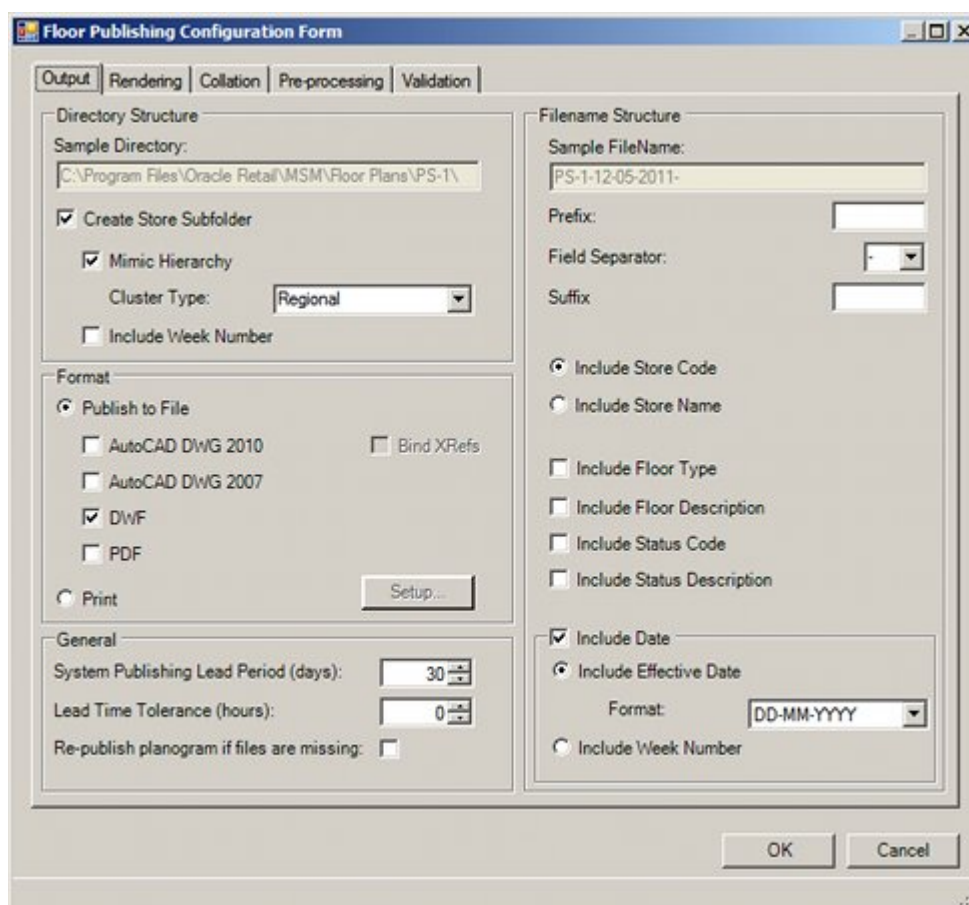 Floor Publishing Configuration Form
Output Rendering Collation Pre-processing Validation
Directory Structure
Sample Directory:
C:\Program Files\Oracle Retail\MSM\Floor Plans\PS-1\
Create Store Subfolder
Mimic Hierarchy
Cluster Type: Regional
Include Week Number
Format
Publish to File
AutoCAD DWG 2010 Bind XRefs
AutoCAD DWG 2007
DWF
PDF
Print Setup...
General
System Publishing Lead Period (days): 30
Lead Time Tolerance (hours): 0
Re-publish planogram if files are missing:
Filename Structure
Sample FileName:
PS-1-12-05-2011-
Prefix:
Field Separator: -
Suffix
Include Store Code
Include Store Name
Include Floor Type
Include Floor Description
Include Status Code
Include Status Description
Include Date
Include Effective Date
Format: DD-MM-YYYY
Include Week Number
OK Cancel